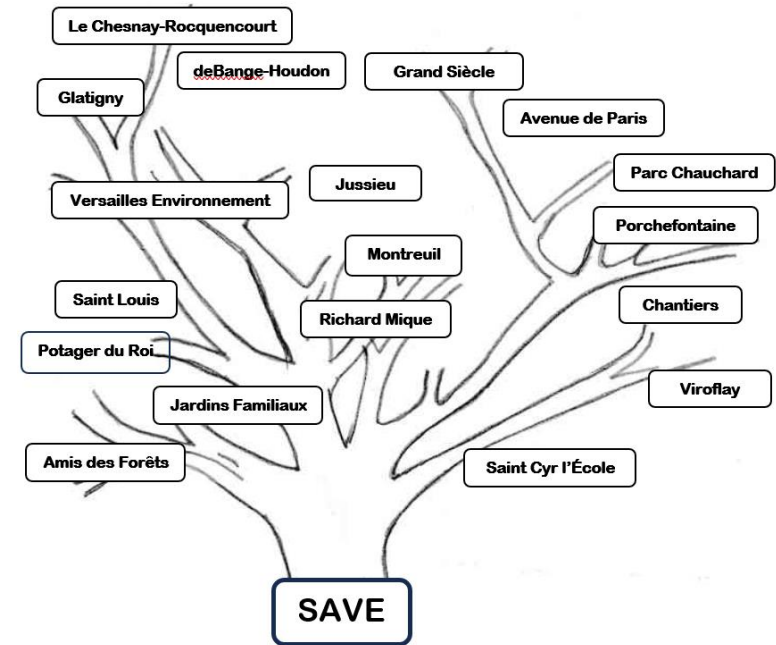 Le Chesnay-Rocquencourt
deBange-Houdon
Grand Siècle
Glatigny
Avenue de Paris
Parc Chauchard
Jussieu
Versailles Environnement
Porchefontaine
Montreuil
Saint Louis
Chantiers
Richard Mique
Potager du Roi
Viroflay
Jardins Familiaux
Amis des Forêts
Saint Cyr l’École
SAVE